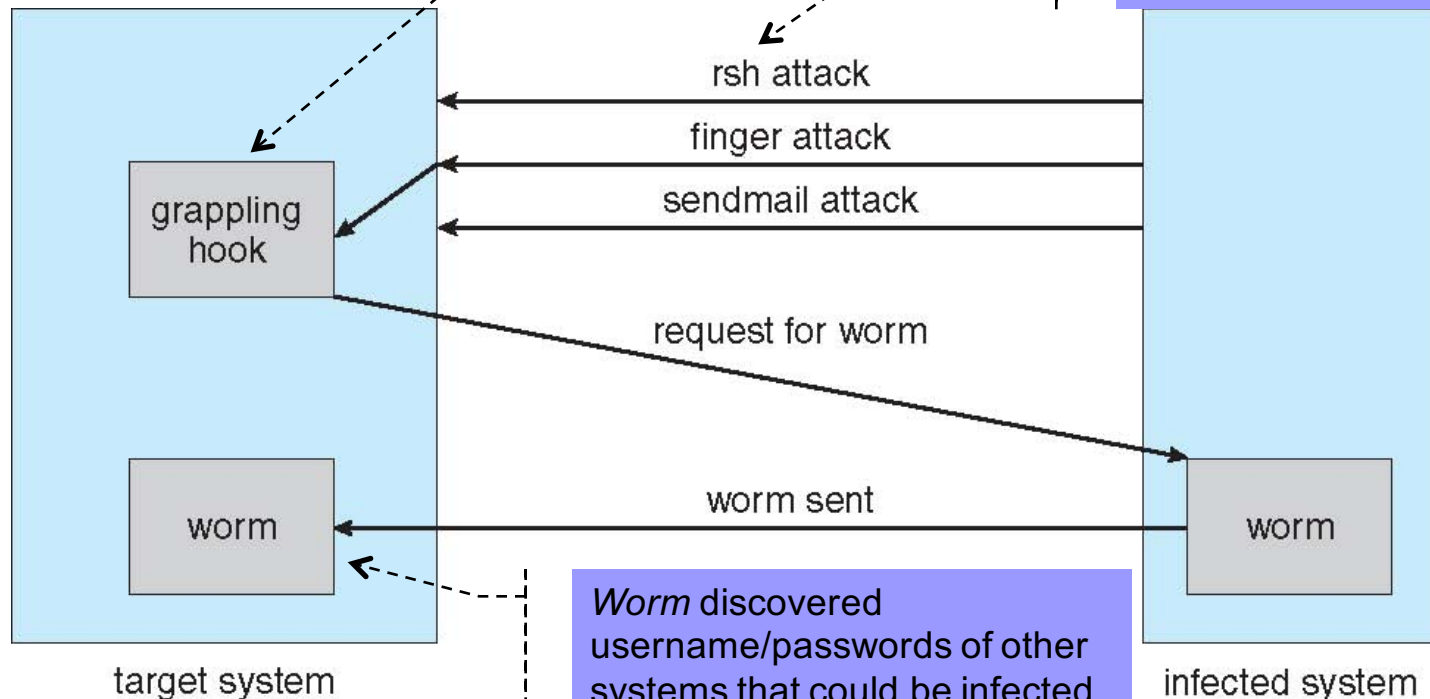 rsh attack
finger attack
grappling
hook
sendmail attack
request for worm
worm
worm sent
worm
Worm discovered
username/passwords of other
systems that could be infected
target system
infected system